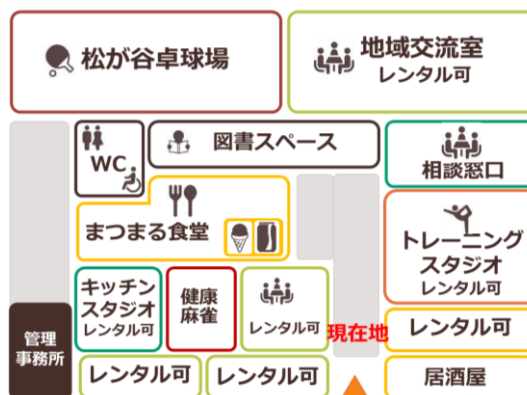 松が谷卓球場
地域交流室
レンタル可
WC
図書スペース
相談窓口
まつまる食堂
トレーニング
スタジオ
レンタル可
キッチン
スタジオ
レンタル可
健康
麻雀
レンタル可
現在地
レンタル可
管理
事務所
レンタル可
レンタル可
居酒屋